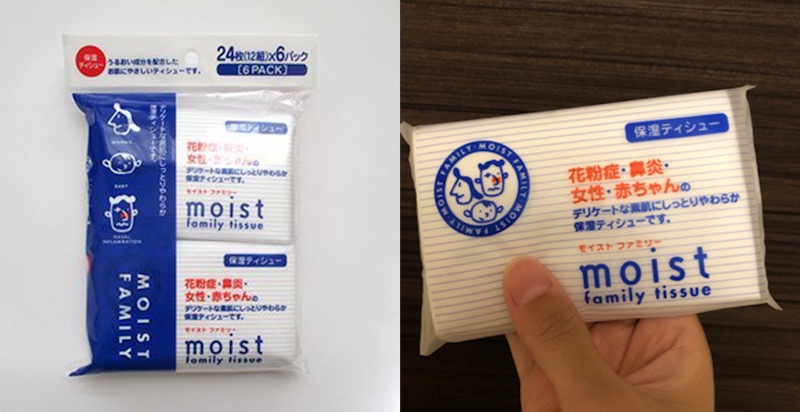 保湿
ティシュー
うるおい成分を配合した
お肌にやさしいティシューです。
24枚(12組)×6パック
[6PACK]
デリケートな素肌にしっとりやわらか
保湿ティシューです。
WOMAN
BABY
NASAL
INFLAMMATION
MOIST
FAMILY
保湿ティシュー
花粉症・鼻炎・
女性・赤ちゃんの
デリケートな素肌にしっとりやわらか
保湿ティシューです。
モイスト ファミリー
moist
family tissue
保湿ティシュー
花粉症・鼻炎・
女性・赤ちゃんの
デリケートな素肌にしっとりやわらか
保湿ティシューです。
モイスト ファミリー
moist
family tissue
MOIST FAMILY・MOIST FAMILY・MOIST FAMILY
保湿ティシュー
花粉症・鼻炎・
女性・赤ちゃんの
デリケートな素肌にしっとりやわらか
保湿ティシューです。
モイスト ファミリー
moist
family tissue